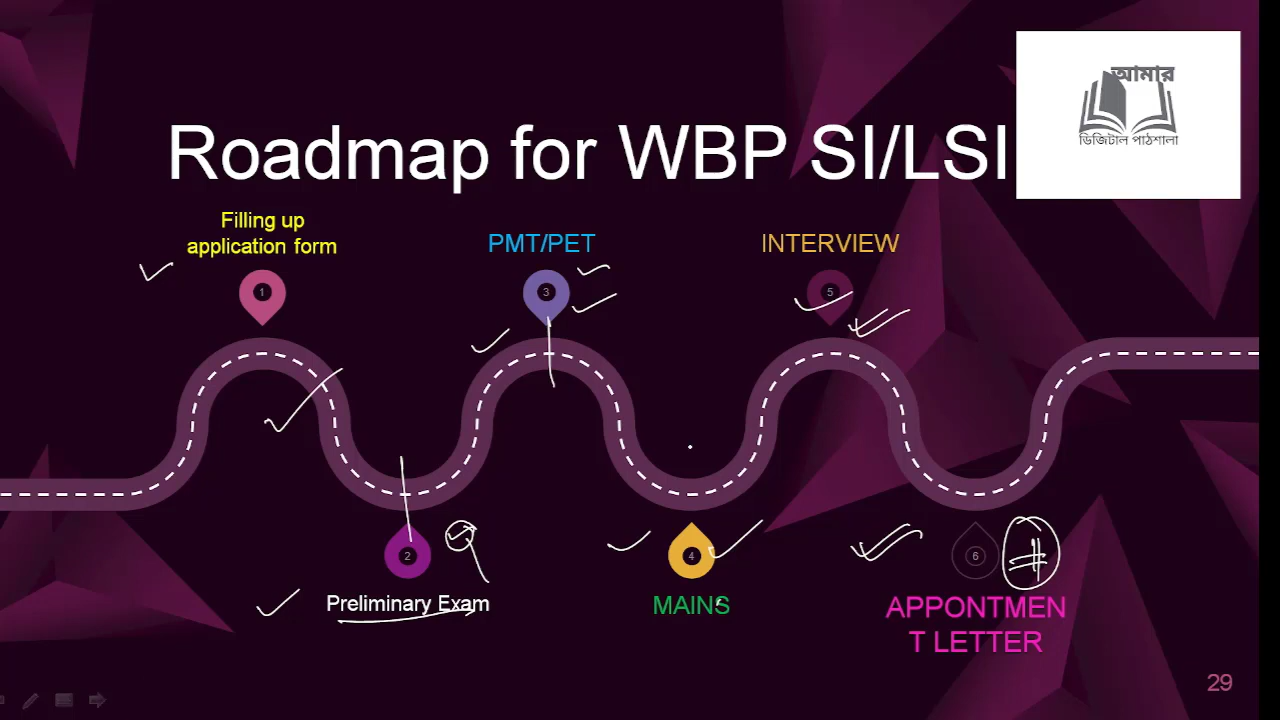 আমার
ডিজিটাল পাঠশালা
Roadmap for WBP SI/LSI
Filling up
application form
PMT/PET
INTERVIEW
1
3
5
2
4
6
Preliminary Exam
MAINS
APPONTMEN
T LETTER
29